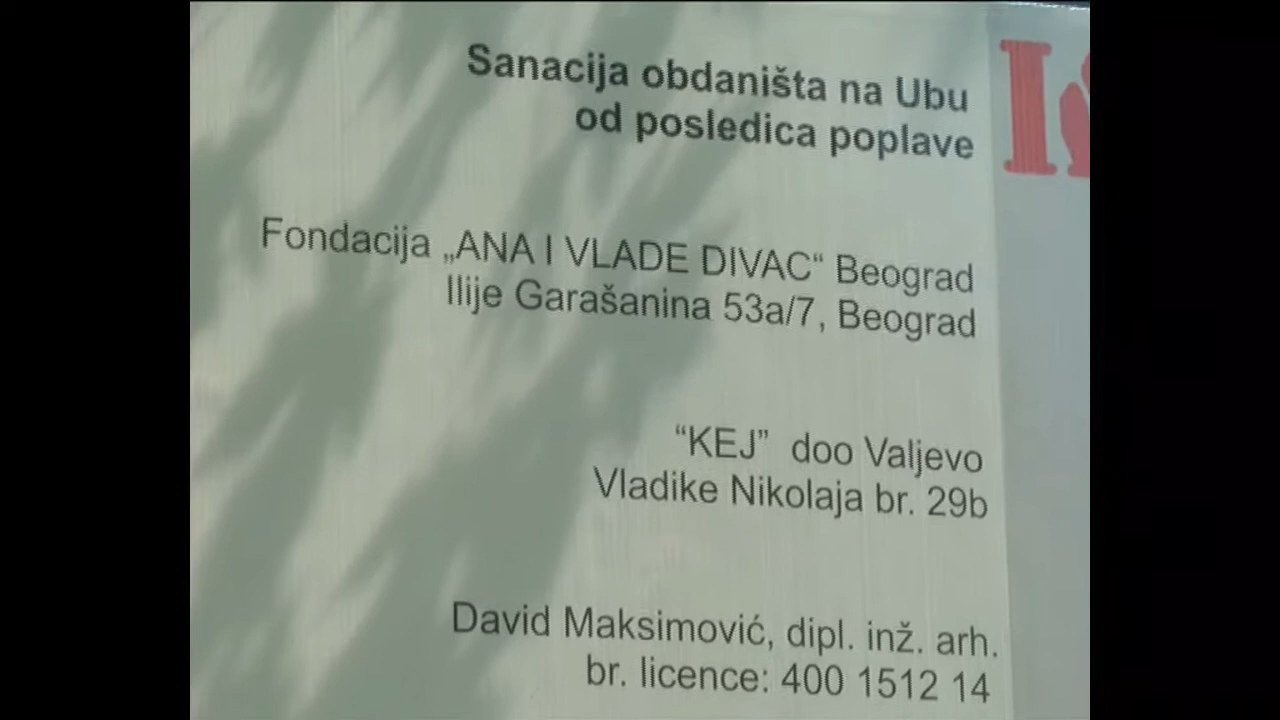 Sanacija obdaništa na Ubu
od posledica poplave
Fondacija „ANA I VLADE DIVAC“ Beograd
Ilije Garašanina 53a/7, Beograd
“KEJ” doo Valjevo
Vladike Nikolaja br. 29b
David Maksimović, dipl. inž. arh.
br. licence: 400 1512 14